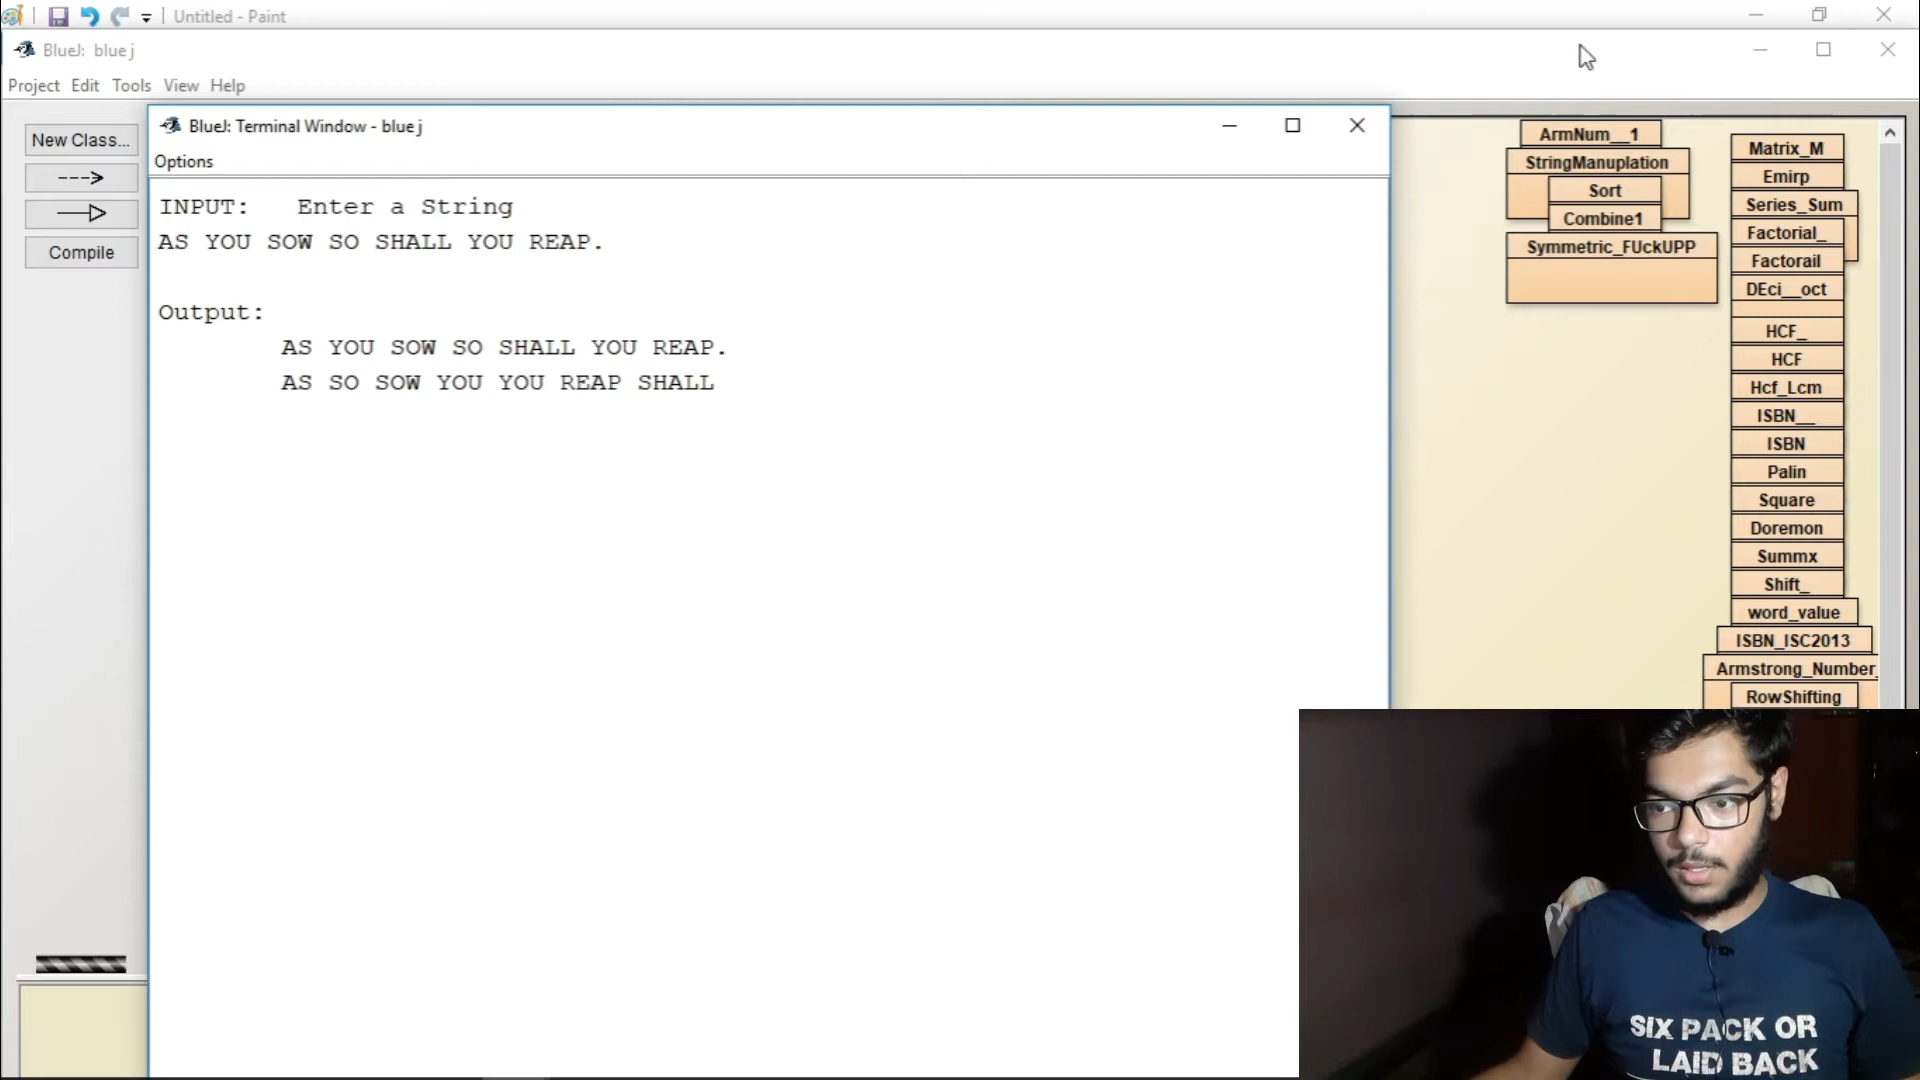 Untitled - Paint
BlueJ: blue j
Project Edit Tools View Help
New Class...
Compile
BlueJ: Terminal Window - blue j
Options
INPUT: Enter a String
AS YOU SOW SO SHALL YOU REAP.
Output:
AS YOU SOW SO SHALL YOU REAP.
AS SO SOW YOU YOU REAP SHALL
ArmNum__1
StringManuplation
Sort
Combine1
Symmetric_FUckUPP
Matrix_M
Emirp
Series_Sum
Factorial_
Factorail
DEci__oct
HCF_
HCF
Hcf_Lcm
ISBN__
ISBN
Palin
Square
Doremon
Summx
Shift_
word_value
ISBN_ISC2013
Armstrong_Number_
RowShifting
SIX PACK OR
LAID BACK